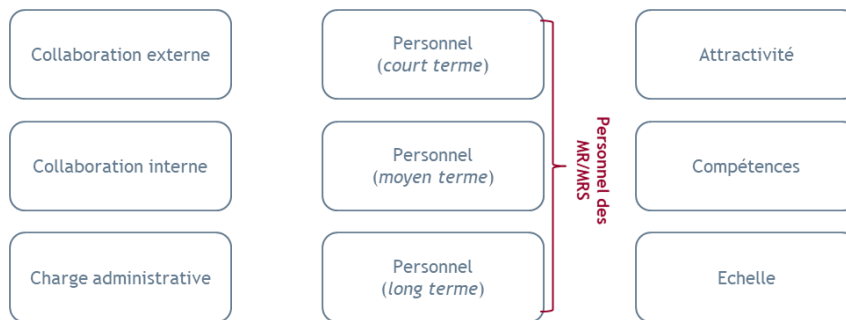 Collaboration externe
Personnel
(court terme)
Attractivité
Collaboration interne
Personnel
(moyen terme)
Personnel des
MR/MRS
Compétences
Charge administrative
Personnel
(long terme)
Echelle